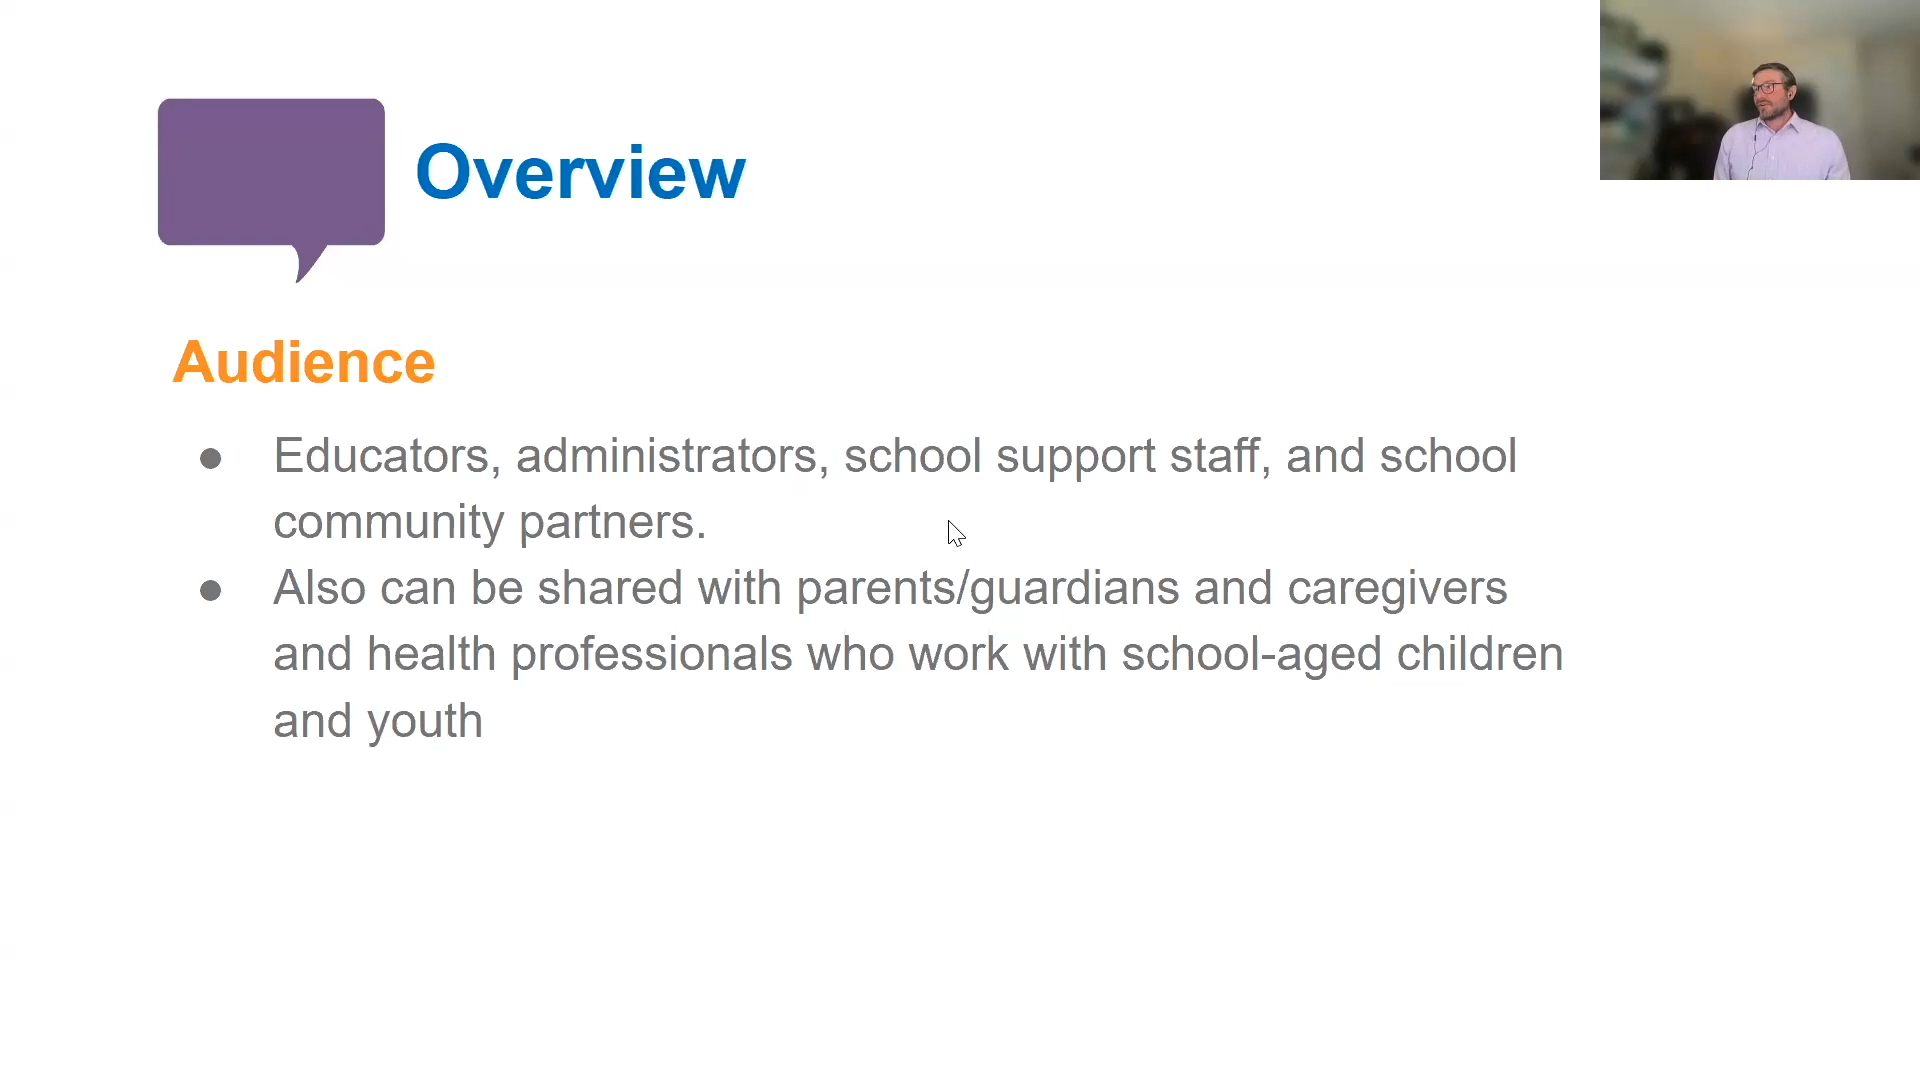 Overview
Audience
● Educators, administrators, school support staff, and school
community partners.
● Also can be shared with parents/guardians and caregivers
and health professionals who work with school-aged children
and youth